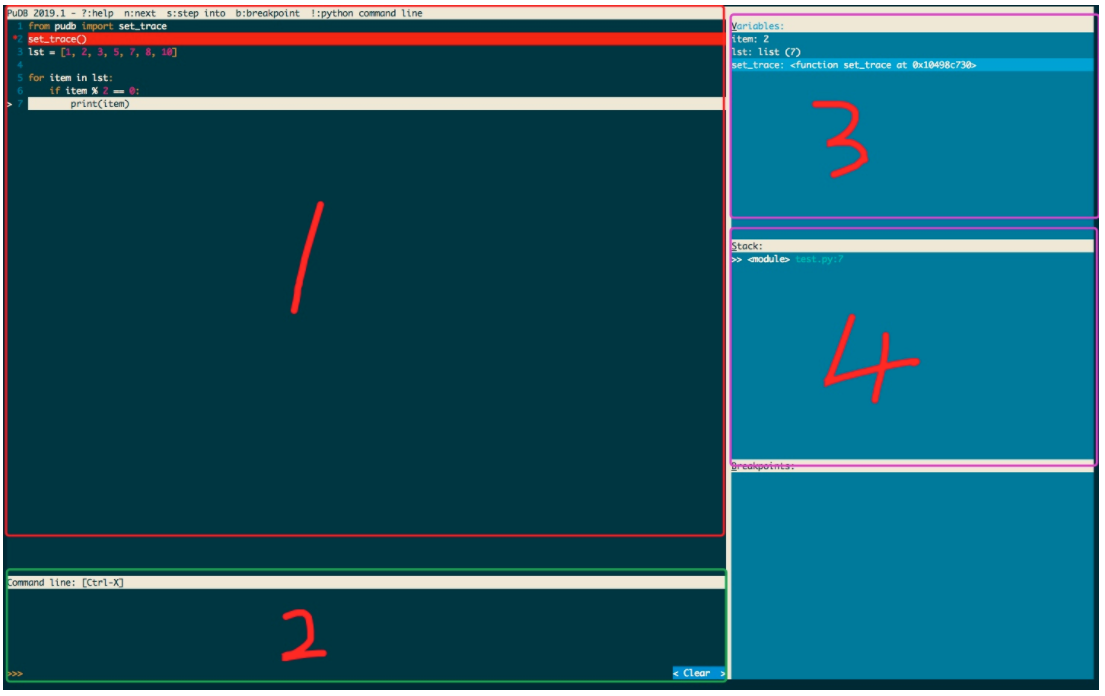 PuDB 2019.1 - ?:help  n:next  s:step into  b:breakpoint  !:python command line
1 from pudb import set_trace
*2 set_trace()
3 lst = [1, 2, 3, 5, 7, 8, 10]
4
5 for item in lst:
6     if item % 2 == 0:
> 7         print(item)
1
Command line: [Ctrl-X]
2
>>>
< Clear >
Variables:
item: 2
lst: list (7)
set_trace: <function set_trace at 0x10498c730>
3
Stack:
>> <module> test.py:7
4
Breakpoints: